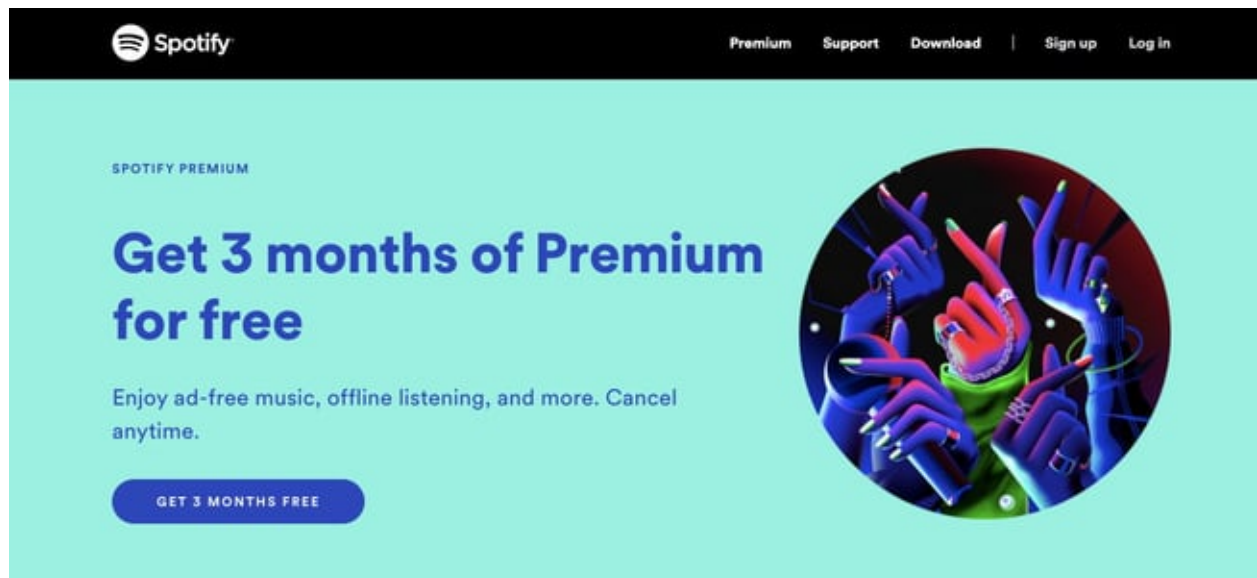 Spotify
Premium Support Download | Sign up Log in
SPOTIFY PREMIUM
Get 3 months of Premium
for free
Enjoy ad-free music, offline listening, and more. Cancel
anytime.
GET 3 MONTHS FREE